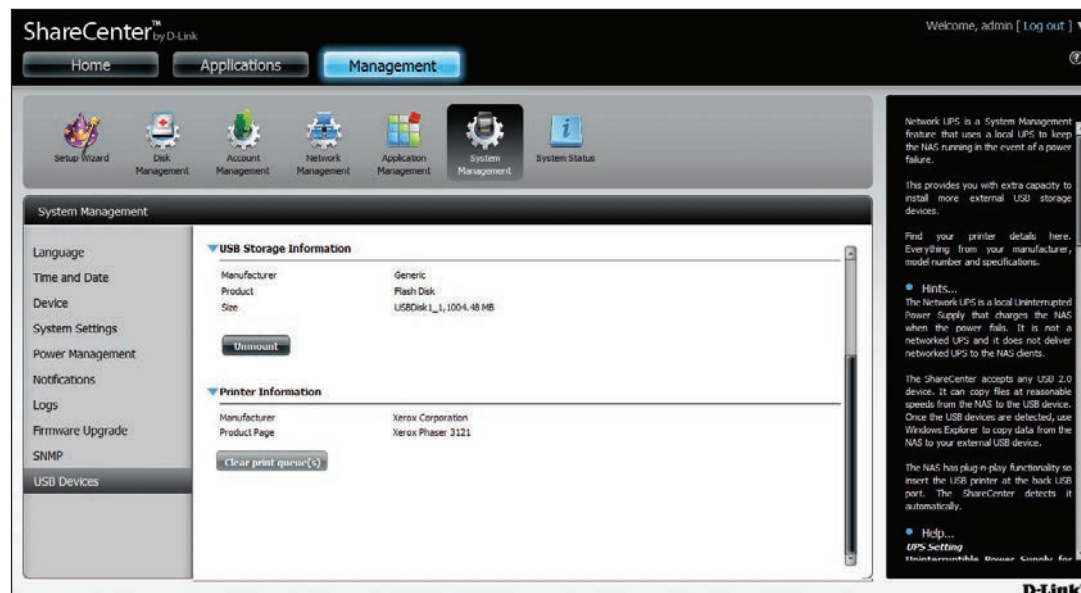 ShareCenter™ by D-Link
Welcome, admin [ Log out ]
Home
Applications
Management
Setup Wizard
Disk Management
Account Management
Network Management
Application Management
System Management
System Status
System Management
Language
Time and Date
Device
System Settings
Power Management
Notifications
Logs
Firmware Upgrade
SNMP
USB Devices
USB Storage Information
Manufacturer Generic
Product Flash Disk
Size USBDisk1_1, 1004.48 MB
Unmount
Printer Information
Manufacturer Xerox Corporation
Product Page Xerox Phaser 3121
Clear print queue(s)
Network UPS is a System Management
feature that uses a local UPS to keep
the NAS running in the event of a power
failure.
This provides you with extra capacity to
install more external USB storage
devices.
Find your printer details here.
Everything from your manufacturer,
model number and specifications.
Hints...
The Network UPS is a local Uninterrupted
Power Supply that charges the NAS
when the power fails. It is not a
networked UPS and it does not deliver
networked UPS to the NAS clients.
The ShareCenter accepts any USB 2.0
device. It can copy files at reasonable
speeds from the NAS to the USB device.
Once the USB devices are detected, use
Windows Explorer to copy data from the
NAS to your external USB device.
The NAS has plug-n-play functionality so
insert the USB printer at the back USB
port. The ShareCenter detects it
automatically.
Help...
UPS Setting
Uninterruptible Power Supply for
D-Link